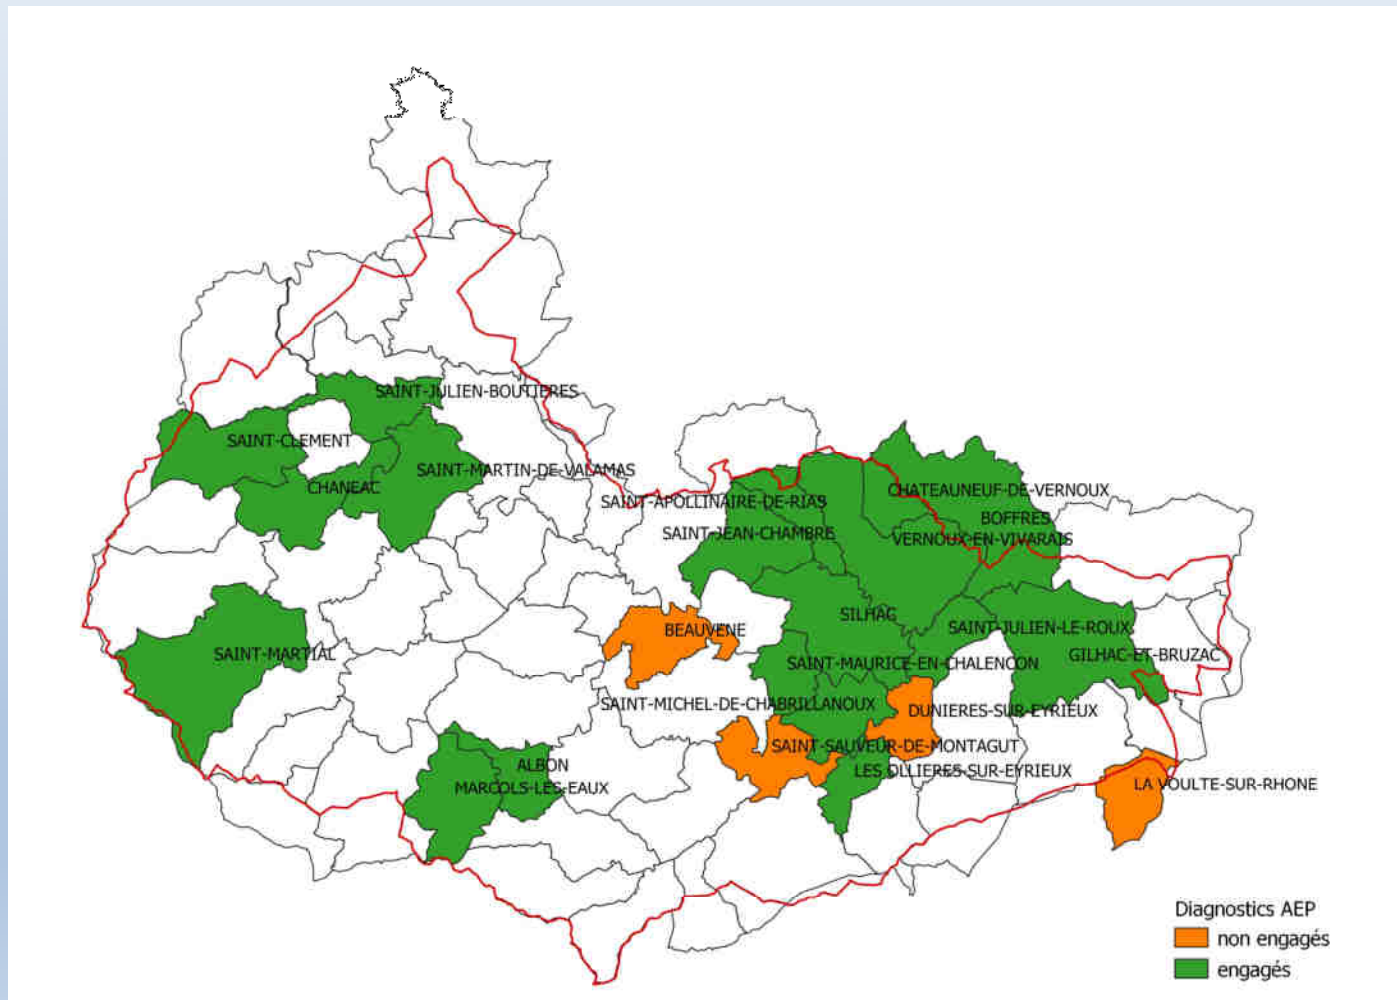 SAINT-JULIEN-BOUTIERES
SAINT-CLEMENT
SAINT-MARTIN-DE-VALAMAS
CHANEAC
CHATEAUNEUF-DE-VERNOUX
SAINT-APOLLINAIRE-DE-RIAS
BOFFRES
SAINT-JEAN-CHAMBRE
VERNOUX-EN-VIVARAIS
SILHAC
BEAUVENE
SAINT-JULIEN-LE-ROUX
SAINT-MARTIAL
GILHAC-ET-BRUZAC
SAINT-MAURICE-EN-CHALENCON
SAINT-MICHEL-DE-CHABRILLANOUX
DUNIERES-SUR-EYRIEUX
SAINT-SAUVEUR-DE-MONTAGUT
ALBON
LES OLLIERES-SUR-EYRIEUX
MARCOLS-LES-EAUX
LA VOULTE-SUR-RHONE
Diagnostics AEP
non engagés
engagés